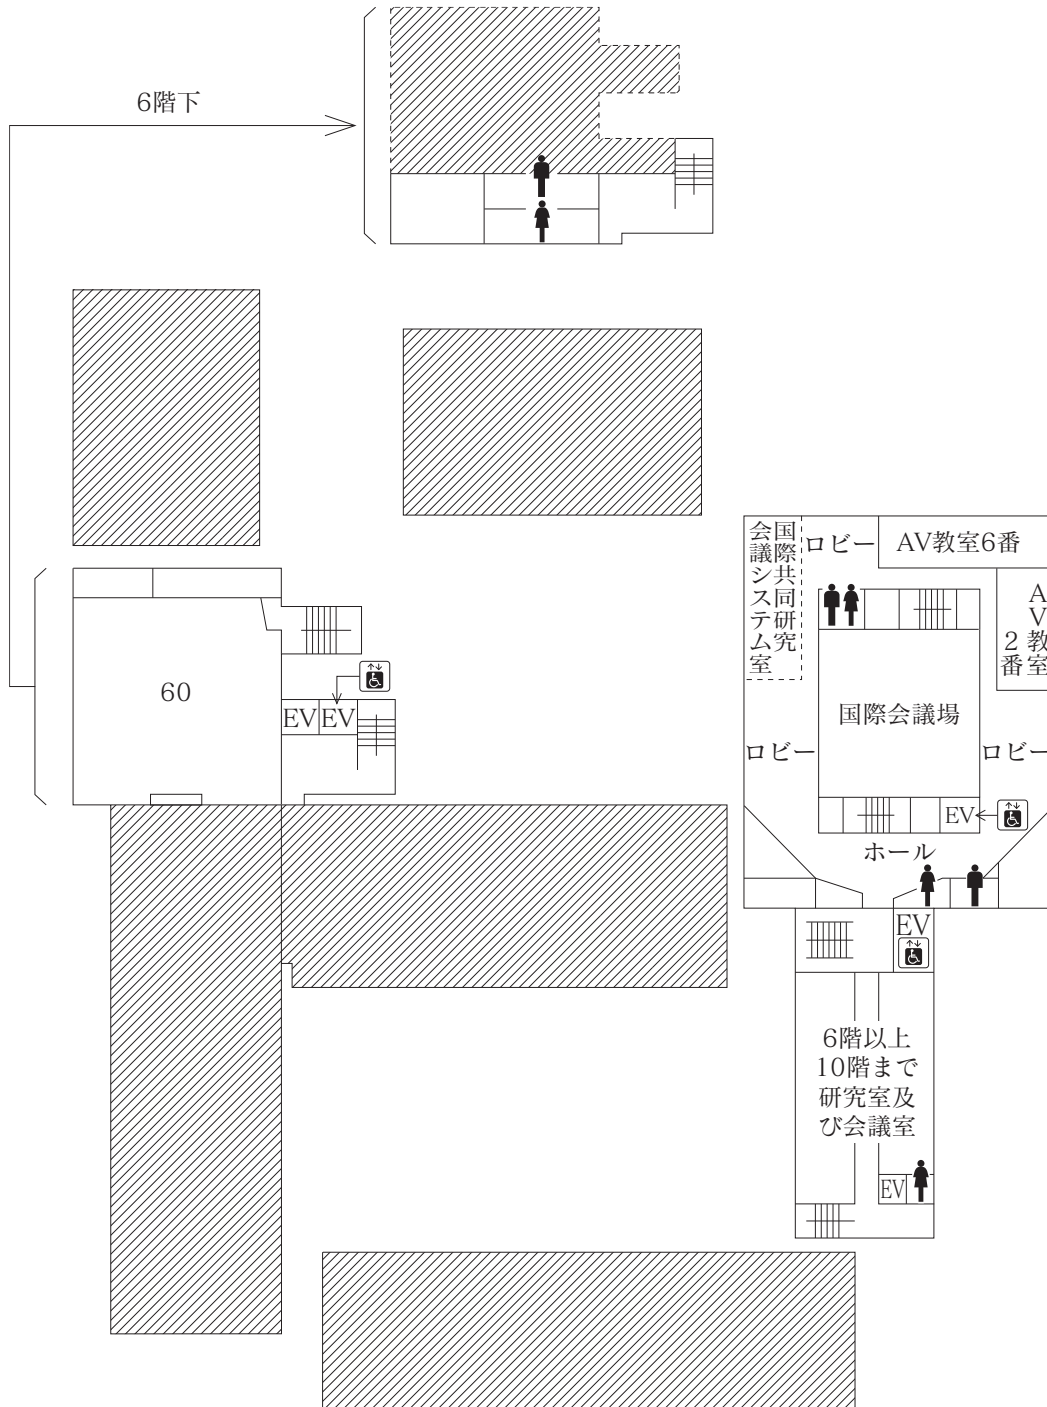 6階下
60
EV
EV
国際共同研究
会議システム室
ロビー
AV教室6番
AV教室
2番
国際会議場
ロビー
ロビー
EV
ホール
EV
6階以上
10階まで
研究室及
び会議室
EV